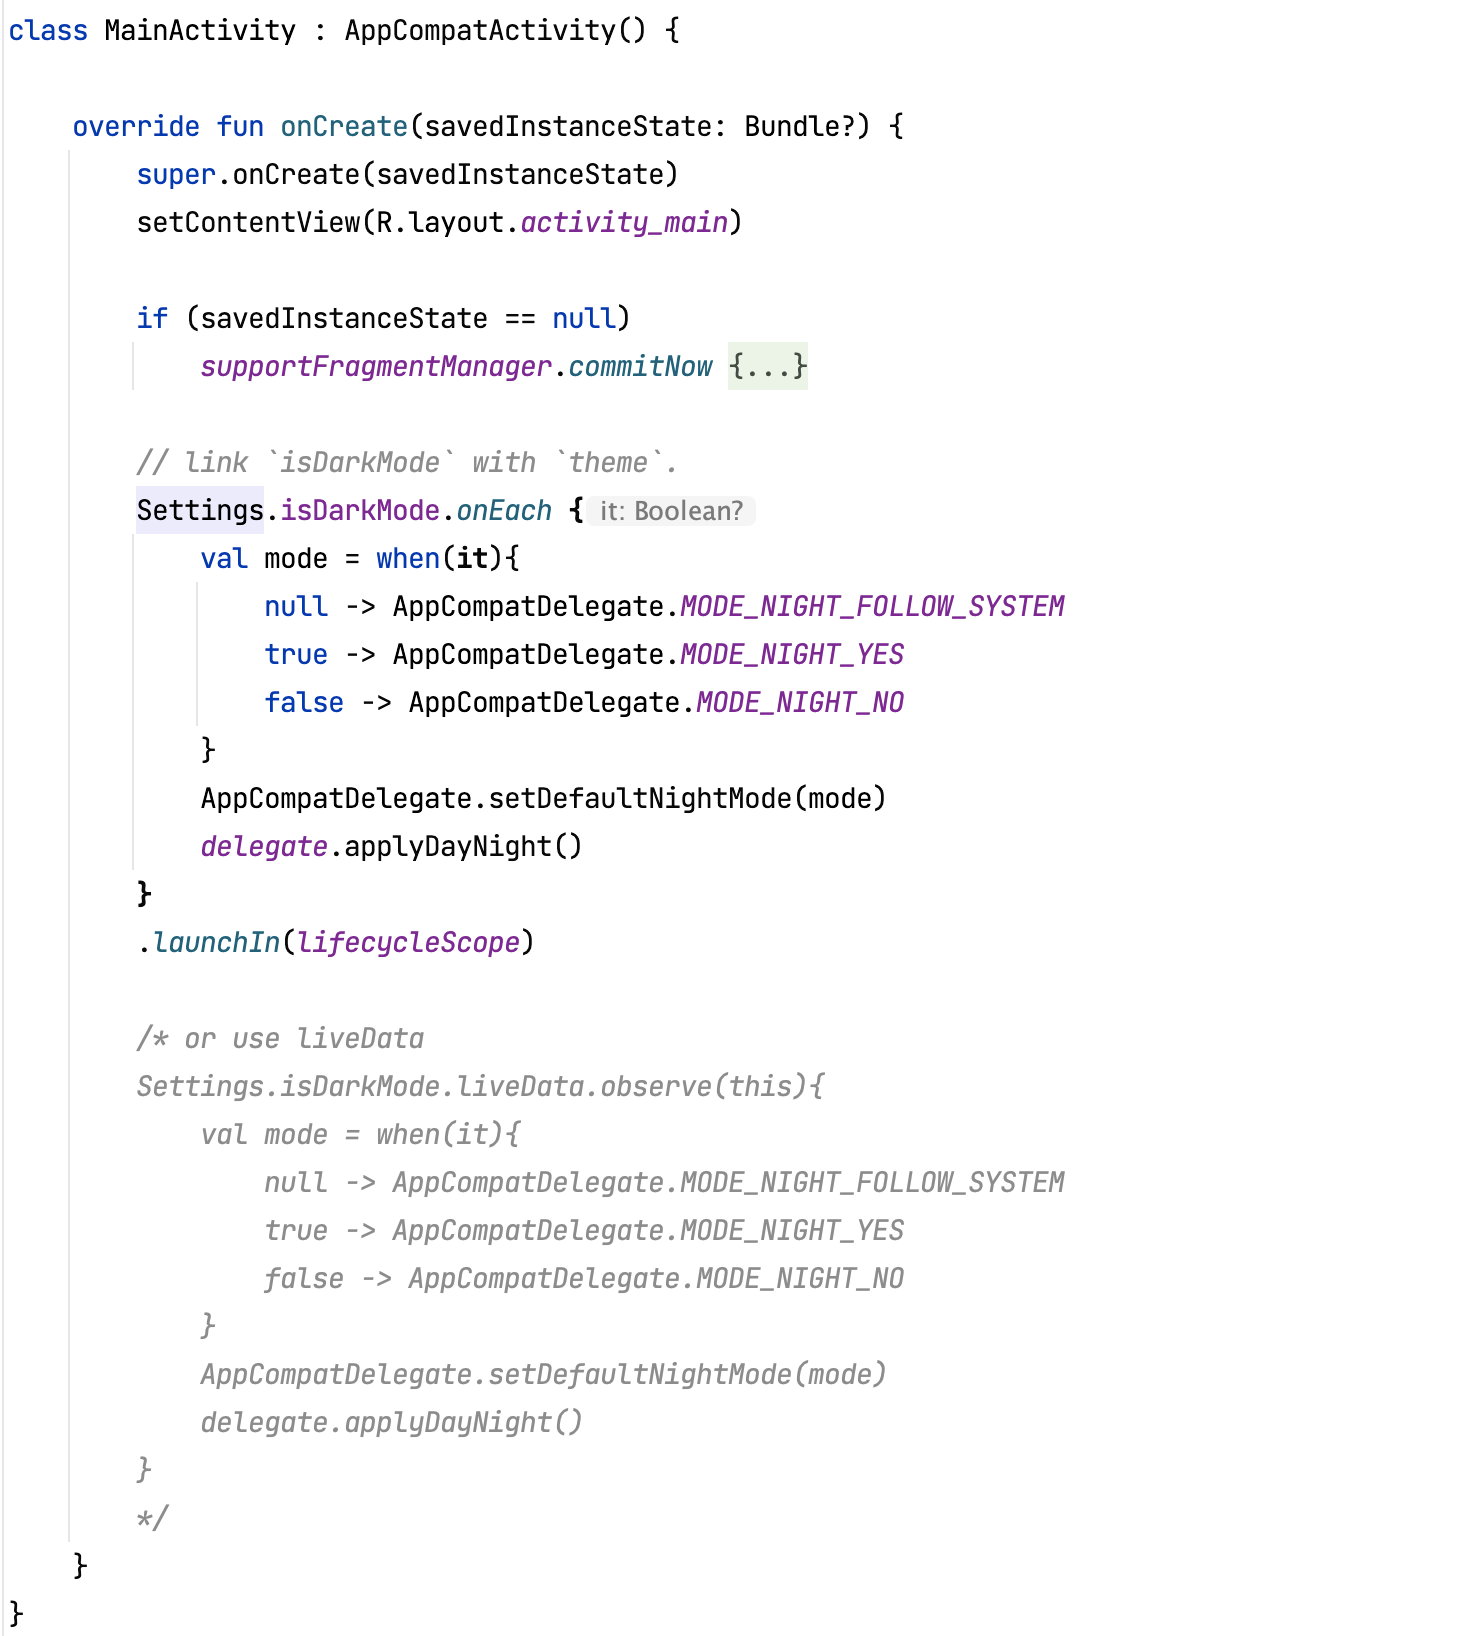 class MainActivity : AppCompatActivity() {
override fun onCreate(savedInstanceState: Bundle?) {
super.onCreate(savedInstanceState)
setContentView(R.layout.activity_main)
if (savedInstanceState == null)
supportFragmentManager.commitNow {...}
// link `isDarkMode` with `theme`.
Settings.isDarkMode.onEach { it: Boolean?
val mode = when(it){
null -> AppCompatDelegate.MODE_NIGHT_FOLLOW_SYSTEM
true -> AppCompatDelegate.MODE_NIGHT_YES
false -> AppCompatDelegate.MODE_NIGHT_NO
}
AppCompatDelegate.setDefaultNightMode(mode)
delegate.applyDayNight()
}
.launchIn(lifecycleScope)
/* or use liveData
Settings.isDarkMode.liveData.observe(this){
val mode = when(it){
null -> AppCompatDelegate.MODE_NIGHT_FOLLOW_SYSTEM
true -> AppCompatDelegate.MODE_NIGHT_YES
false -> AppCompatDelegate.MODE_NIGHT_NO
}
AppCompatDelegate.setDefaultNightMode(mode)
delegate.applyDayNight()
}
*/
}
}